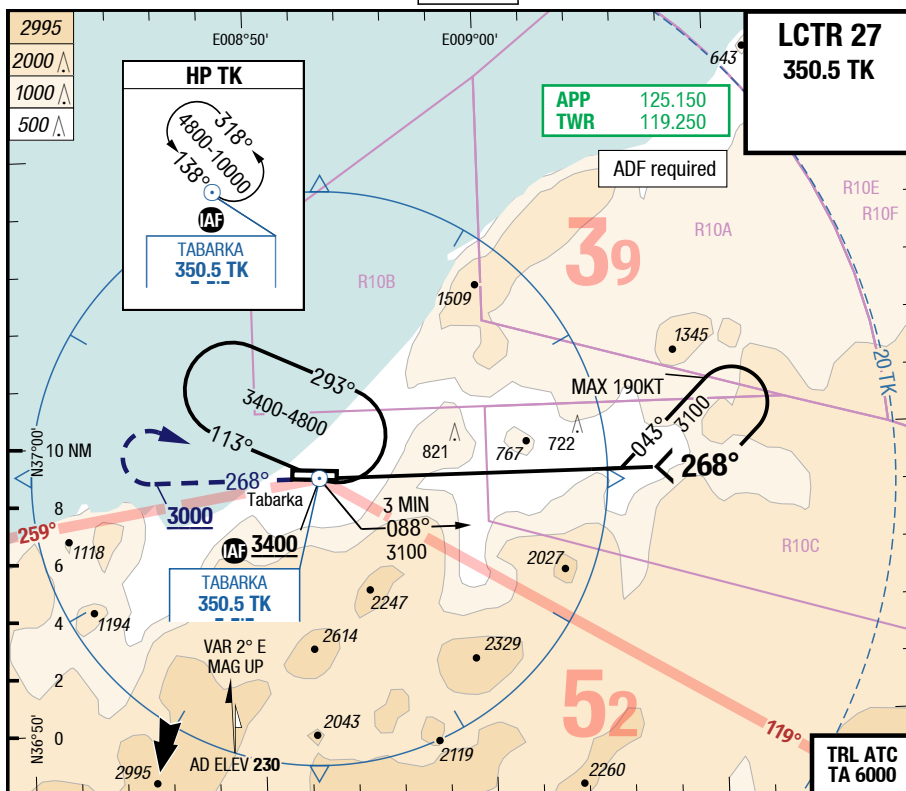 2995
2000
1000
500
E008°50'
E009°00'
643
LCTR 27
350.5 TK
HP TK
318°
4800-10000
138°
IAF
TABARKA
350.5 TK
APP 125.150
TWR 119.250
ADF required
R10E
R10F
R10A
R10B
39
1509
1345
20 TK
MAX 190KT
293°
3400-4800
113°
043°
3100
821
767
722
N37°00'
10 NM
268°
268°
Tabarka
3000
3 MIN
088°
3100
8
259°
IAF 3400
1118
R10C
6
2027
TABARKA
350.5 TK
2247
4
1194
2614
2329
VAR 2° E
MAG UP
2
52
119°
N36°50'
0
2043
2119
2995
AD ELEV 230
2260
TRL ATC
TA 6000